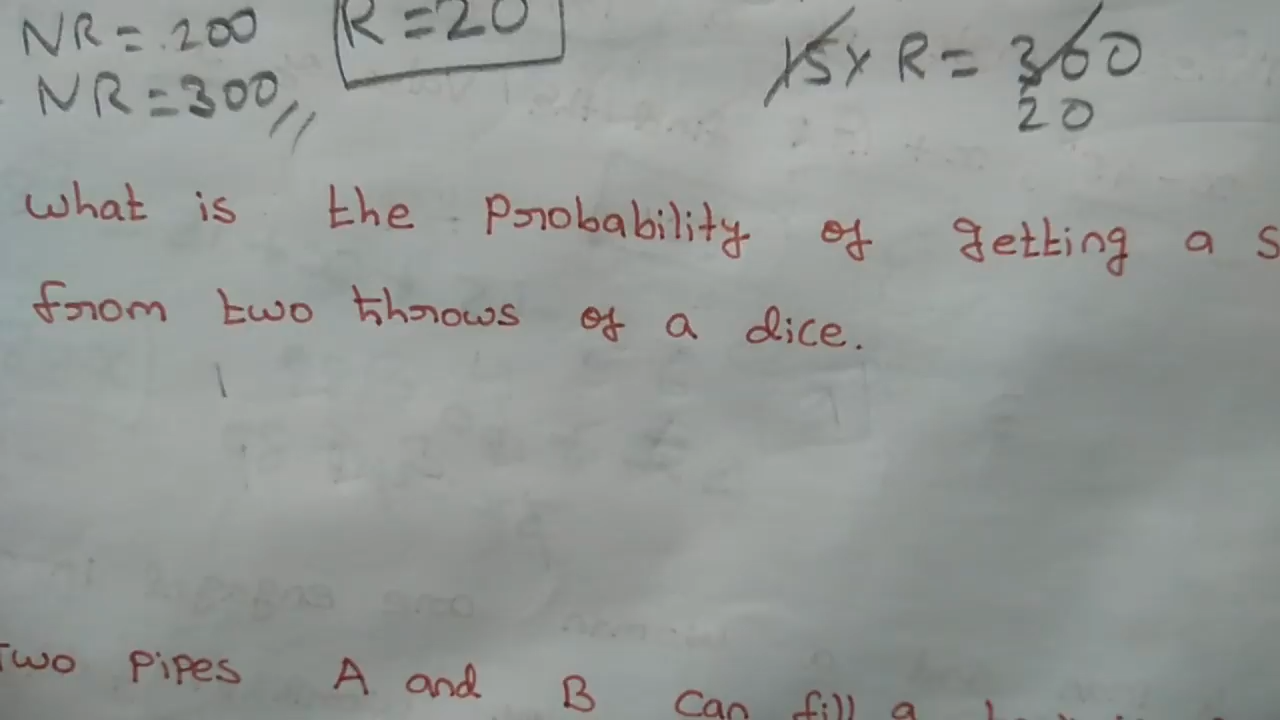 NR = 200
R = 20
15 x R = 360
NR = 300
20
what is the Probability of getting a s
from two throws of a dice.
Two Pipes A and B can fill a